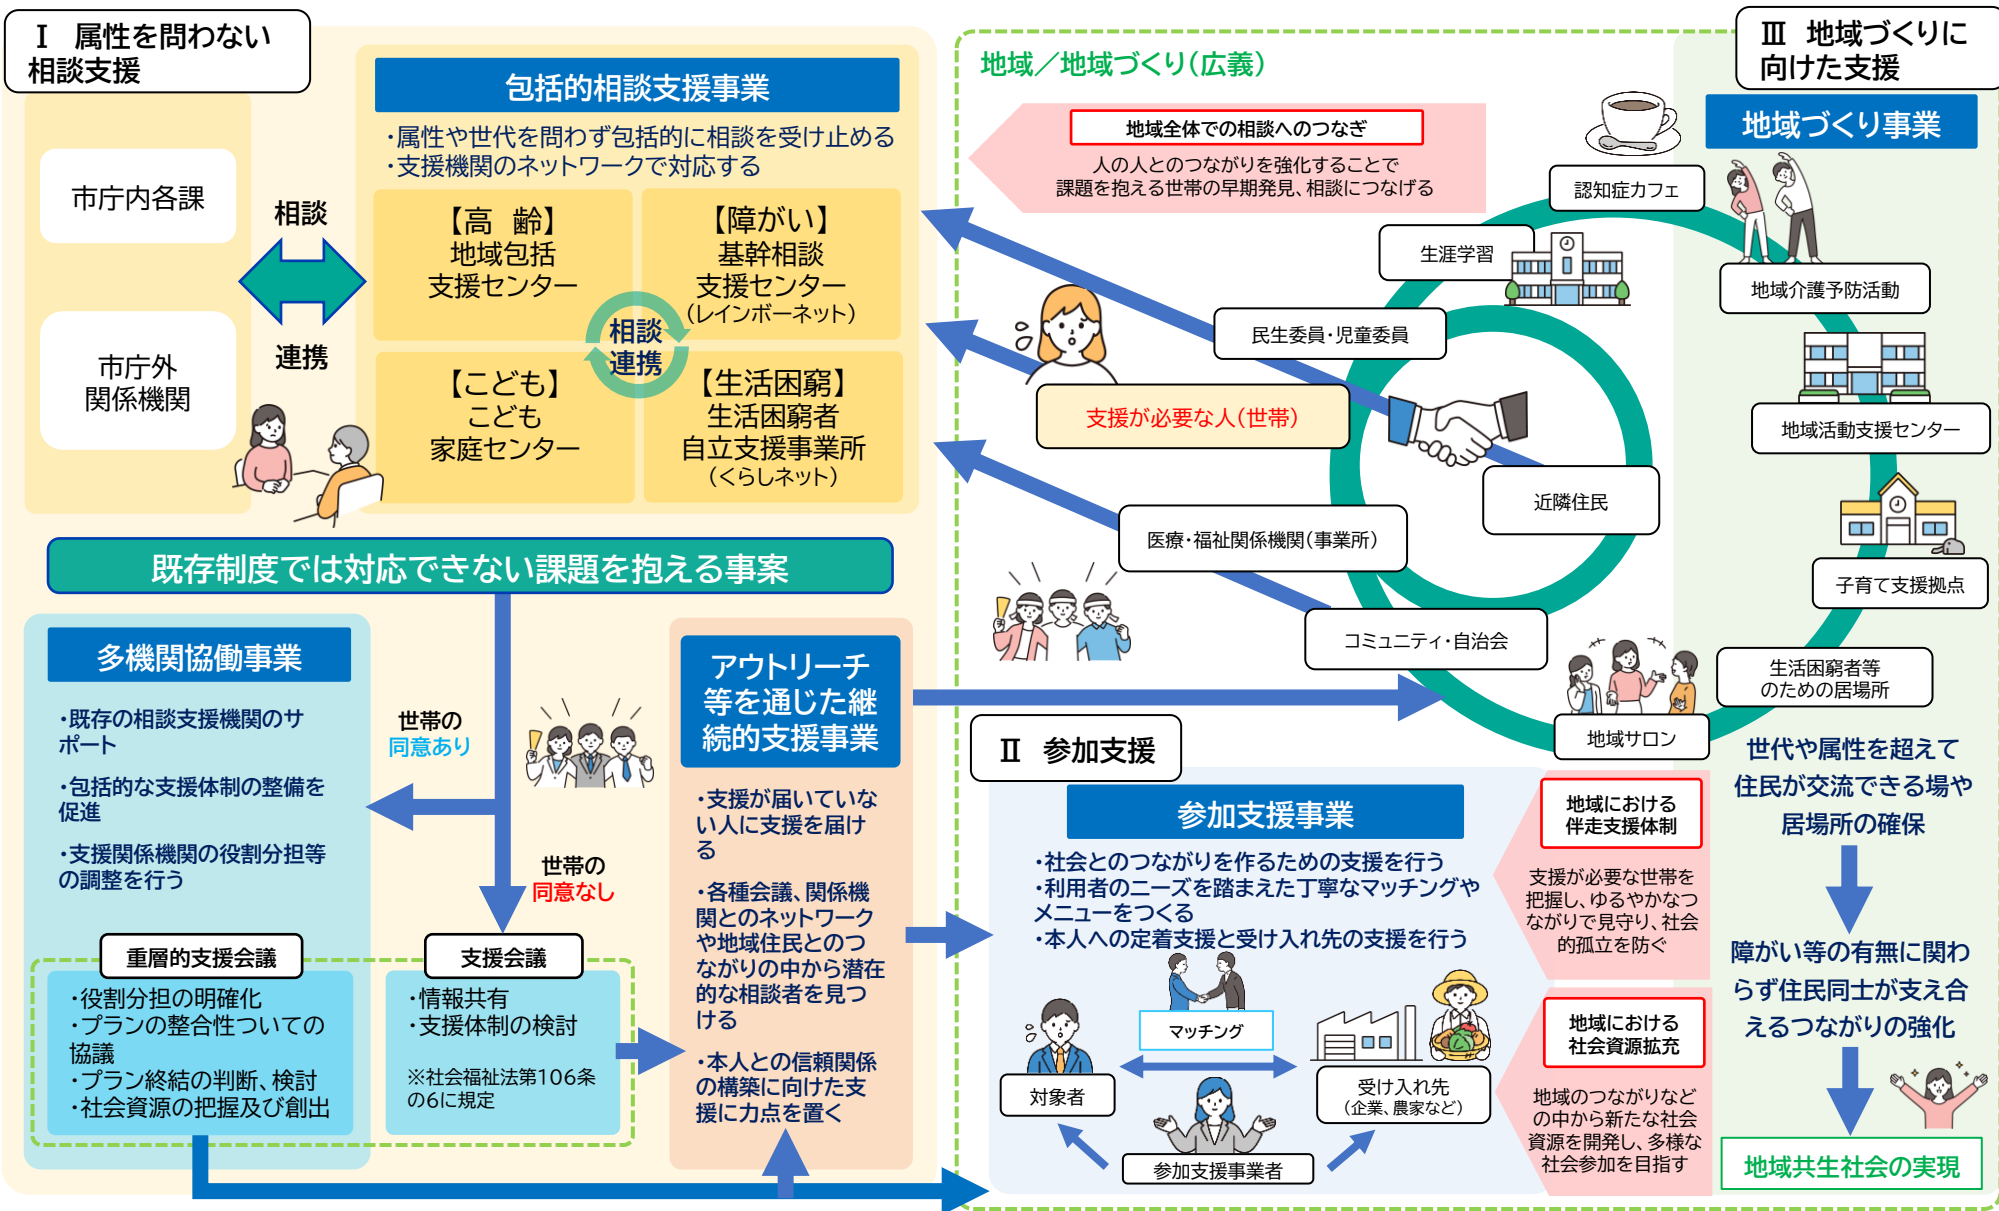 Ⅰ 属性を問わない
相談支援
市庁内各課
市庁外
関係機関
相談
連携
包括的相談支援事業
・属性や世代を問わず包括的に相談を受け止める
・支援機関のネットワークで対応する
【高 齢】
地域包括
支援センター
【障がい】
基幹相談
支援センター
(レインボーネット)
相談
連携
【こども】
こども
家庭センター
【生活困窮】
生活困窮者
自立支援事業所
(くらしネット)
既存制度では対応できない課題を抱える事案
多機関協働事業
・既存の相談支援機関のサ
ポート
・包括的な支援体制の整備を
促進
・支援関係機関の役割分担等
の調整を行う
世帯の
同意あり
世帯の
同意なし
重層的支援会議
・役割分担の明確化
・プランの整合性ついての
協議
・プラン終結の判断、検討
・社会資源の把握及び創出
支援会議
・情報共有
・支援体制の検討
※社会福祉法第106条
の6に規定
アウトリーチ
等を通じた継
続的支援事業
・支援が届いていな
い人に支援を届け
る
・各種会議、関係機
関とのネットワーク
や地域住民とのつ
ながりの中から潜在
的な相談者を見つ
ける
・本人との信頼関係
の構築に向けた支
援に力点を置く
地域/地域づくり(広義)
地域全体での相談へのつなぎ
人の人とのつながりを強化することで
課題を抱える世帯の早期発見、相談につなげる
支援が必要な人(世帯)
民生委員・児童委員
近隣住民
医療・福祉関係機関(事業所)
コミュニティ・自治会
生涯学習
認知症カフェ
地域介護予防活動
地域活動支援センター
子育て支援拠点
生活困窮者等
のための居場所
地域サロン
Ⅱ 参加支援
参加支援事業
・社会とのつながりを作るための支援を行う
・利用者のニーズを踏まえた丁寧なマッチングや
メニューをつくる
・本人への定着支援と受け入れ先の支援を行う
マッチング
対象者
受け入れ先
(企業、農家など)
参加支援事業者
地域における
伴走支援体制
支援が必要な世帯を
把握し、ゆるやかなつ
ながりで見守り、社会
的孤立を防ぐ
地域における
社会資源拡充
地域のつながりなど
の中から新たな社会
資源を開発し、多様な
社会参加を目指す
Ⅲ 地域づくりに
向けた支援
地域づくり事業
世代や属性を超えて
住民が交流できる場や
居場所の確保
障がい等の有無に関わ
らず住民同士が支え合
えるつながりの強化
地域共生社会の実現